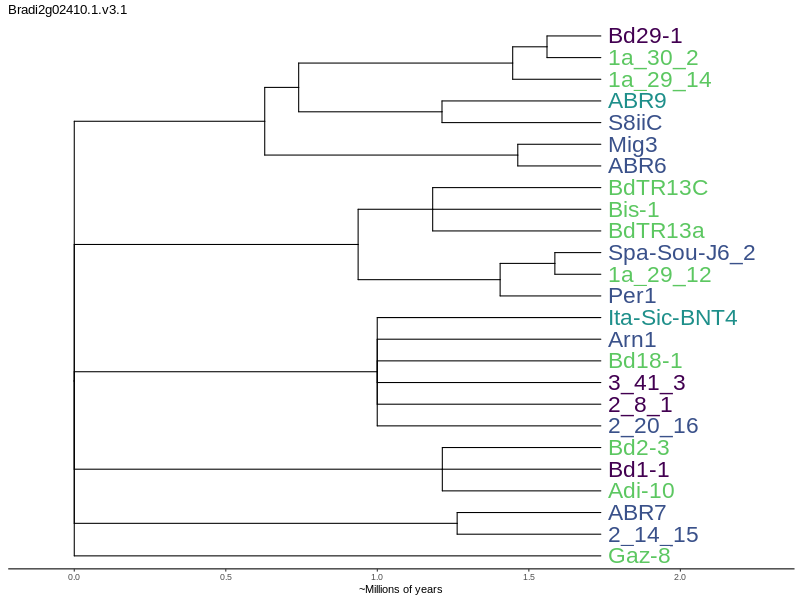 Bradi2g02410.1.v3.1
Bd29-1
1a_30_2
1a_29_14
ABR9
S8iiC
Mig3
ABR6
BdTR13C
Bis-1
BdTR13a
Spa-Sou-J6_2
1a_29_12
Per1
Ita-Sic-BNT4
Arn1
Bd18-1
3_41_3
2_8_1
2_20_16
Bd2-3
Bd1-1
Adi-10
ABR7
2_14_15
Gaz-8
0.0 0.5 1.0 1.5 2.0
~Millions of years